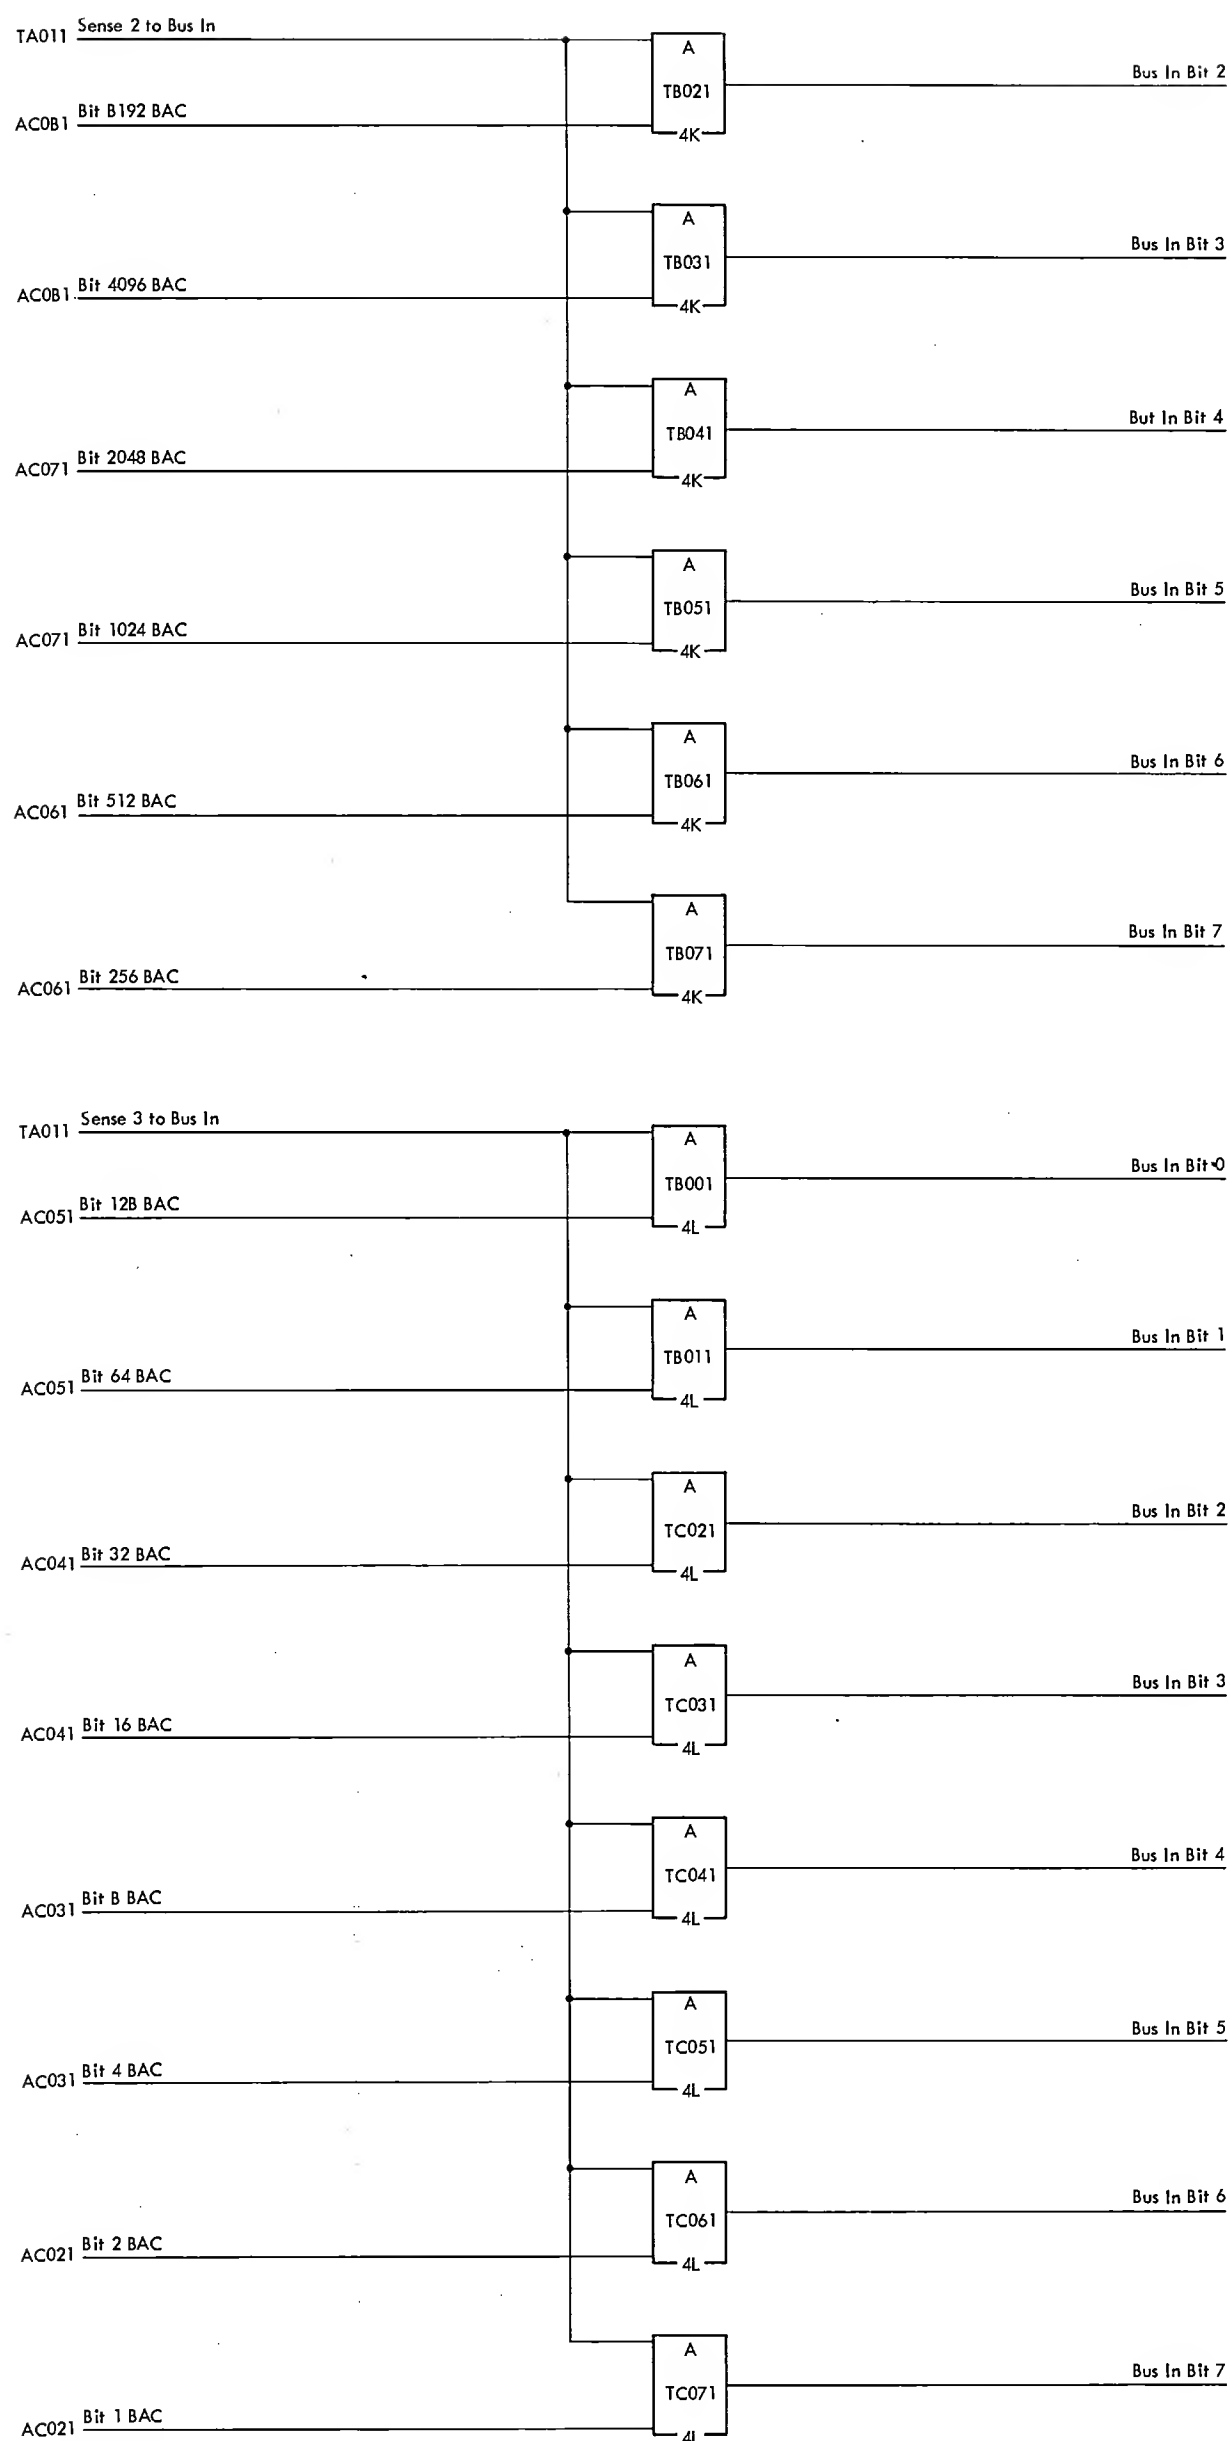 TA011 Sense 2 to Bus In
A
TB021
4K
Bus In Bit 2
AC0B1 Bit B192 BAC
A
TB031
4K
Bus In Bit 3
AC0B1 Bit 4096 BAC
A
TB041
4K
But In Bit 4
AC071 Bit 2048 BAC
A
TB051
4K
Bus In Bit 5
AC071 Bit 1024 BAC
A
TB061
4K
Bus In Bit 6
AC061 Bit 512 BAC
A
TB071
4K
Bus In Bit 7
AC061 Bit 256 BAC
TA011 Sense 3 to Bus In
A
TB001
4L
Bus In Bit 0
AC051 Bit 12B BAC
A
TB011
4L
Bus In Bit 1
AC051 Bit 64 BAC
A
TC021
4L
Bus In Bit 2
AC041 Bit 32 BAC
A
TC031
4L
Bus In Bit 3
AC041 Bit 16 BAC
A
TC041
4L
Bus In Bit 4
AC031 Bit B BAC
A
TC051
4L
Bus In Bit 5
AC031 Bit 4 BAC
A
TC061
4L
Bus In Bit 6
AC021 Bit 2 BAC
A
TC071
4L
Bus In Bit 7
AC021 Bit 1 BAC